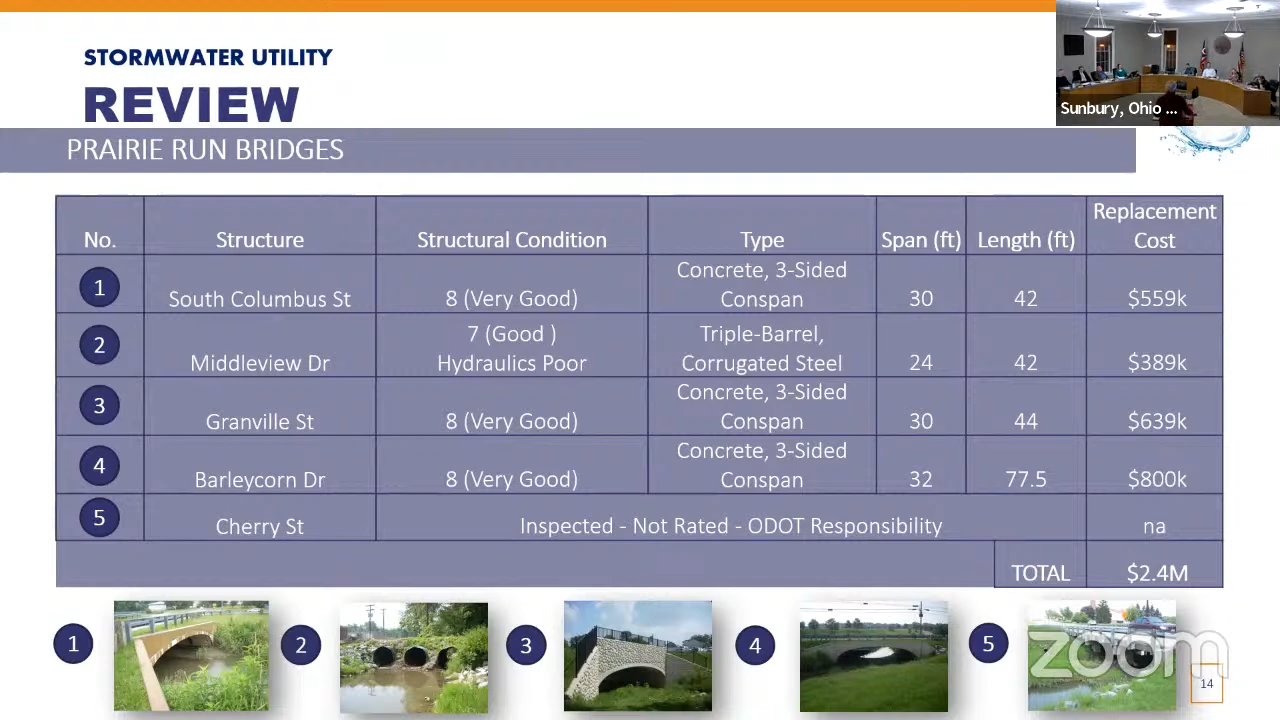 STORMWATER UTILITY
REVIEW
Sunbury, Ohio ...
PRAIRIE RUN BRIDGES
No. Structure Structural Condition Type Span (ft) Length (ft) Replacement Cost
1 South Columbus St 8 (Very Good) Concrete, 3-Sided Conspan 30 42 $559k
2 Middleview Dr 7 (Good ) Hydraulics Poor Triple-Barrel, Corrugated Steel 24 42 $389k
3 Granville St 8 (Very Good) Concrete, 3-Sided Conspan 30 44 $639k
4 Barleycorn Dr 8 (Very Good) Concrete, 3-Sided Conspan 32 77.5 $800k
5 Cherry St Inspected - Not Rated - ODOT Responsibility na
TOTAL $2.4M
1 2 3 4 5
zoom
14